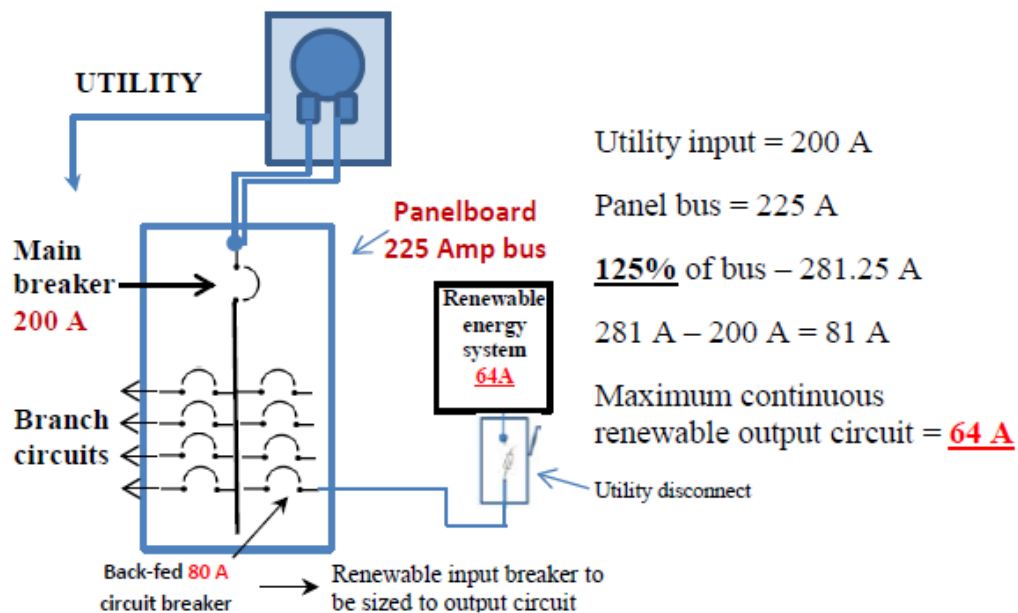 UTILITY
Utility input = 200 A
Panel bus = 225 A
125% of bus – 281.25 A
281 A – 200 A = 81 A
Maximum continuous
renewable output circuit = 64 A
Panelboard
225 Amp bus
Main
breaker
200 A
Renewable
energy
system
64A
Branch
circuits
Utility disconnect
Back-fed 80 A
circuit breaker
Renewable input breaker to
be sized to output circuit